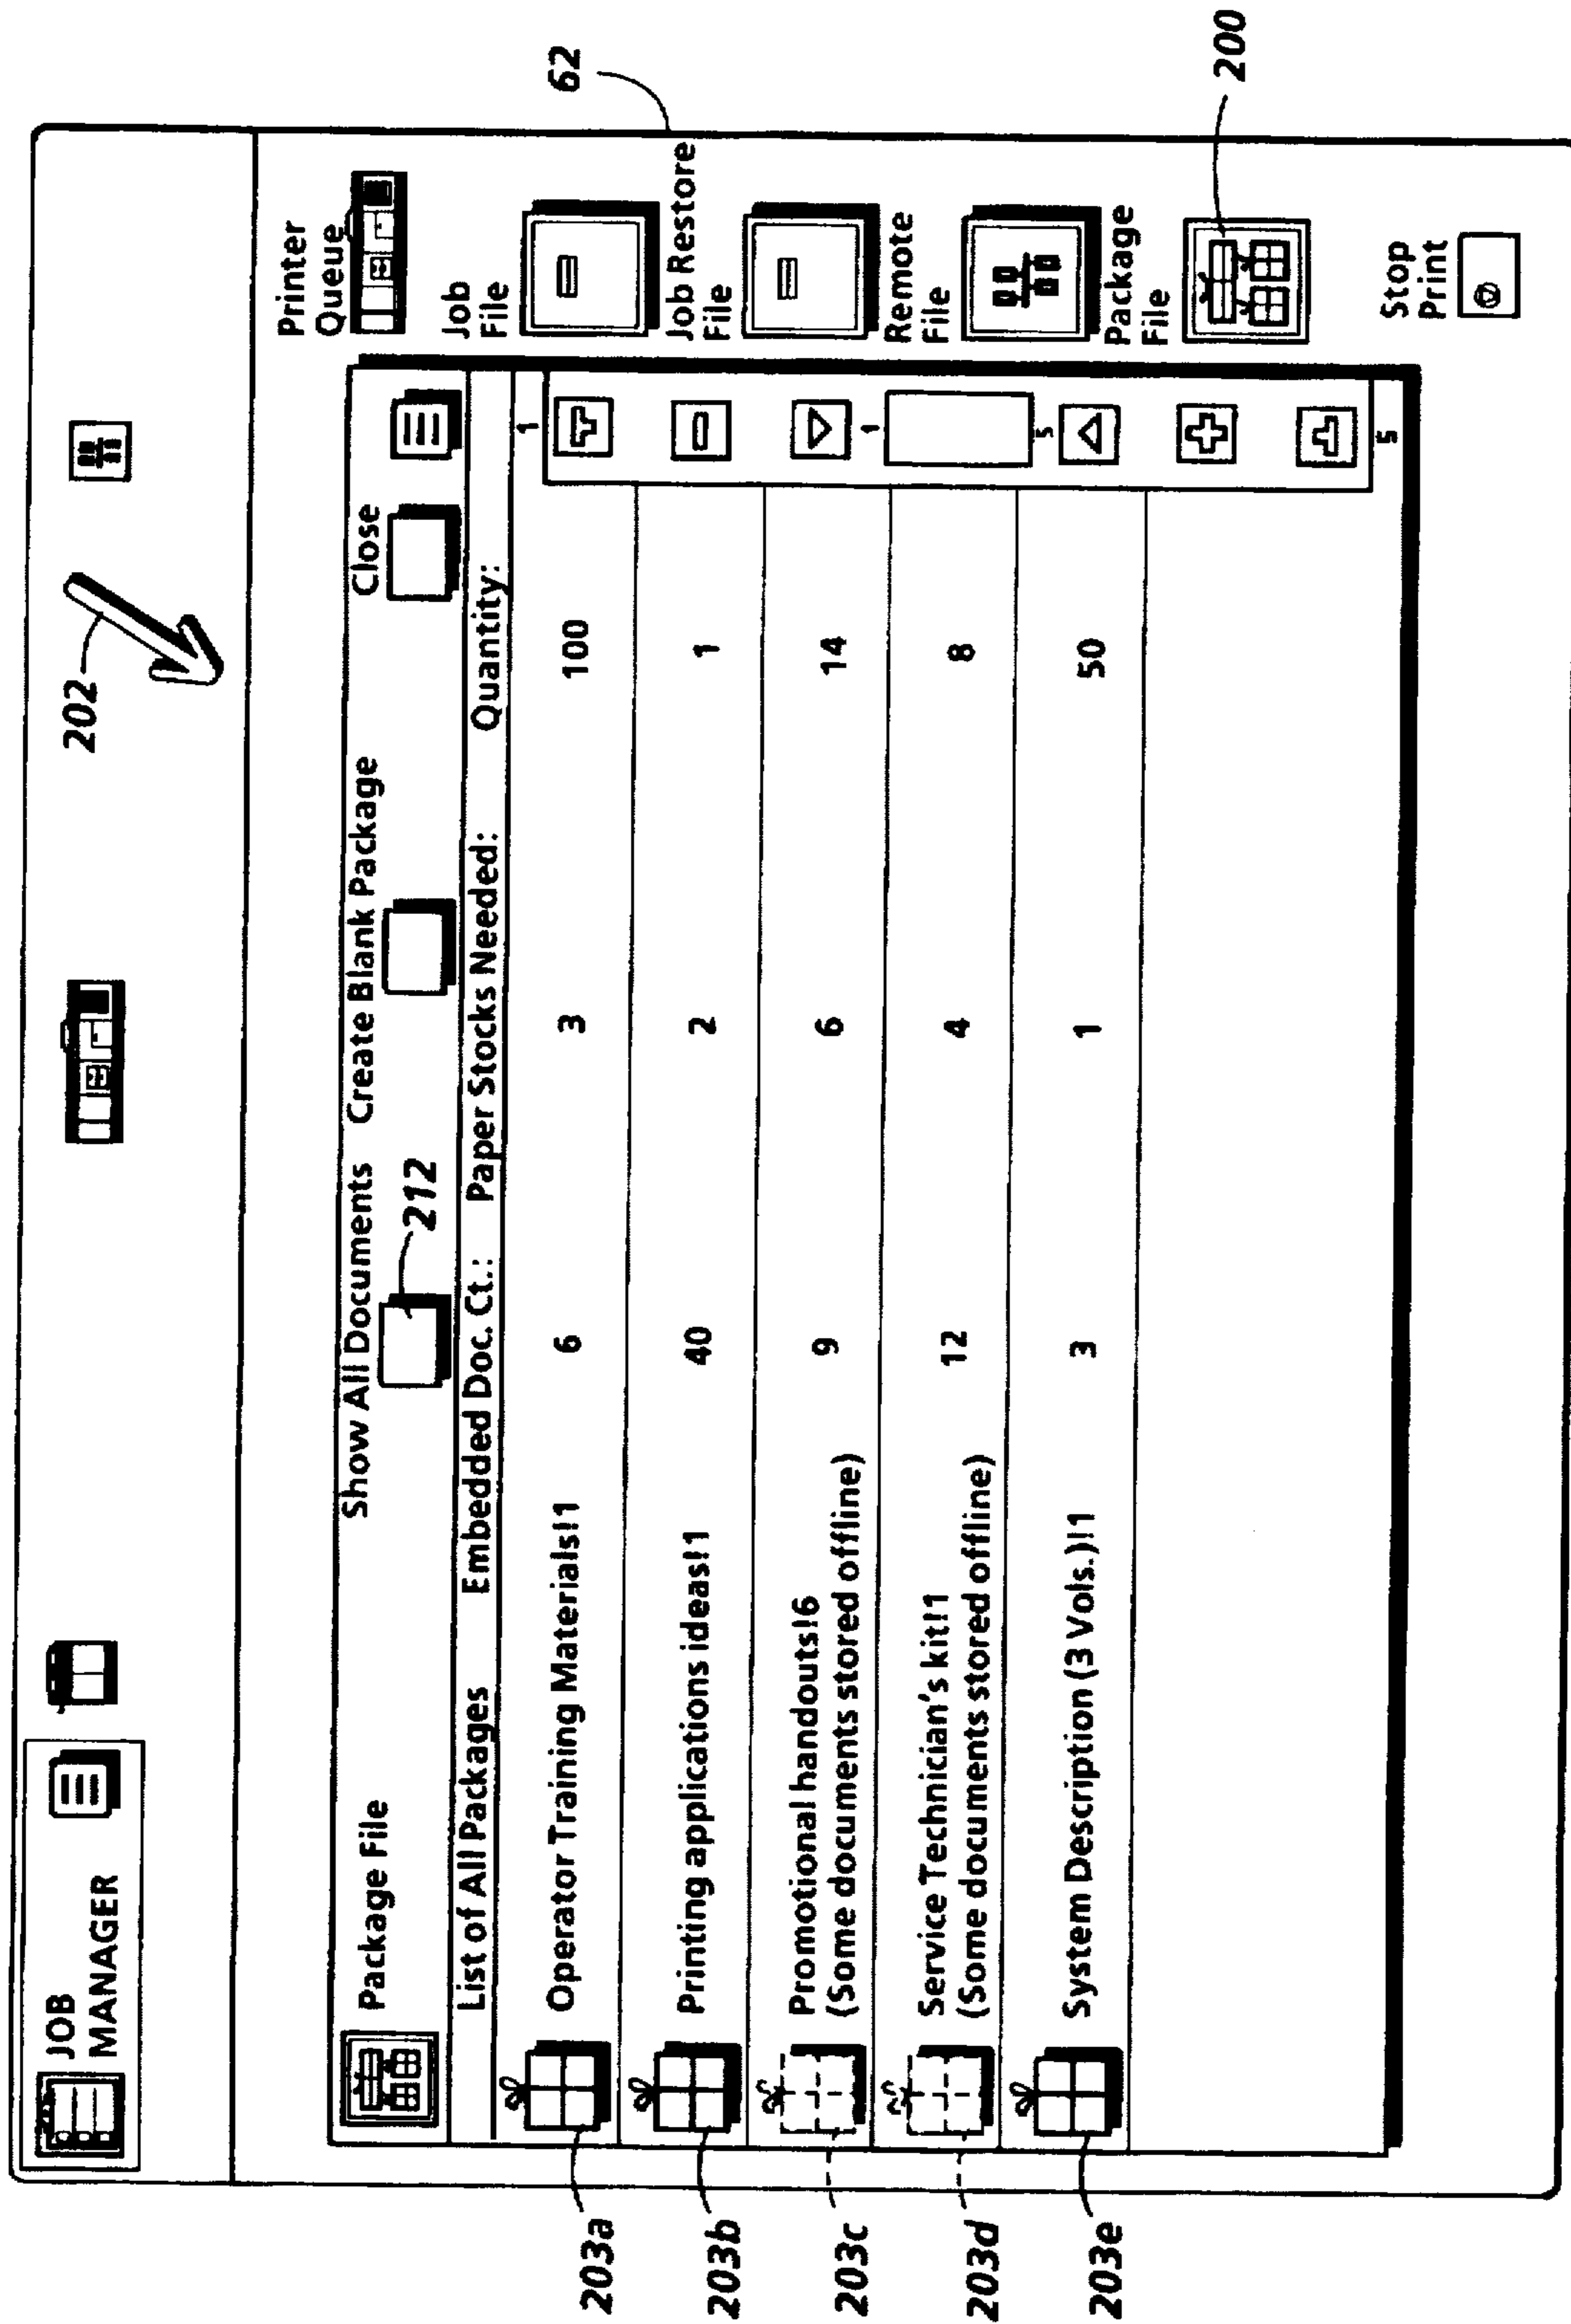 JOB
MANAGER
202
62
Package File
Show All Documents
Create Blank Package
Close
212
List of All Packages
Embedded Doc. Ct.:
Paper Stocks Needed:
Quantity:
203a
Operator Training Materials!1
6
3
100
203b
Printing applications ideas!1
40
2
1
203c
Promotional handouts!6
(Some documents stored offline)
9
6
14
203d
Service Technician's kit!1
(Some documents stored offline)
12
4
8
203e
System Description (3 Vols.)!1
3
1
50
1
1
5
5
Printer
Queue
Job
File
Job Restore
File
Remote
File
Package
File
200
Stop
Print